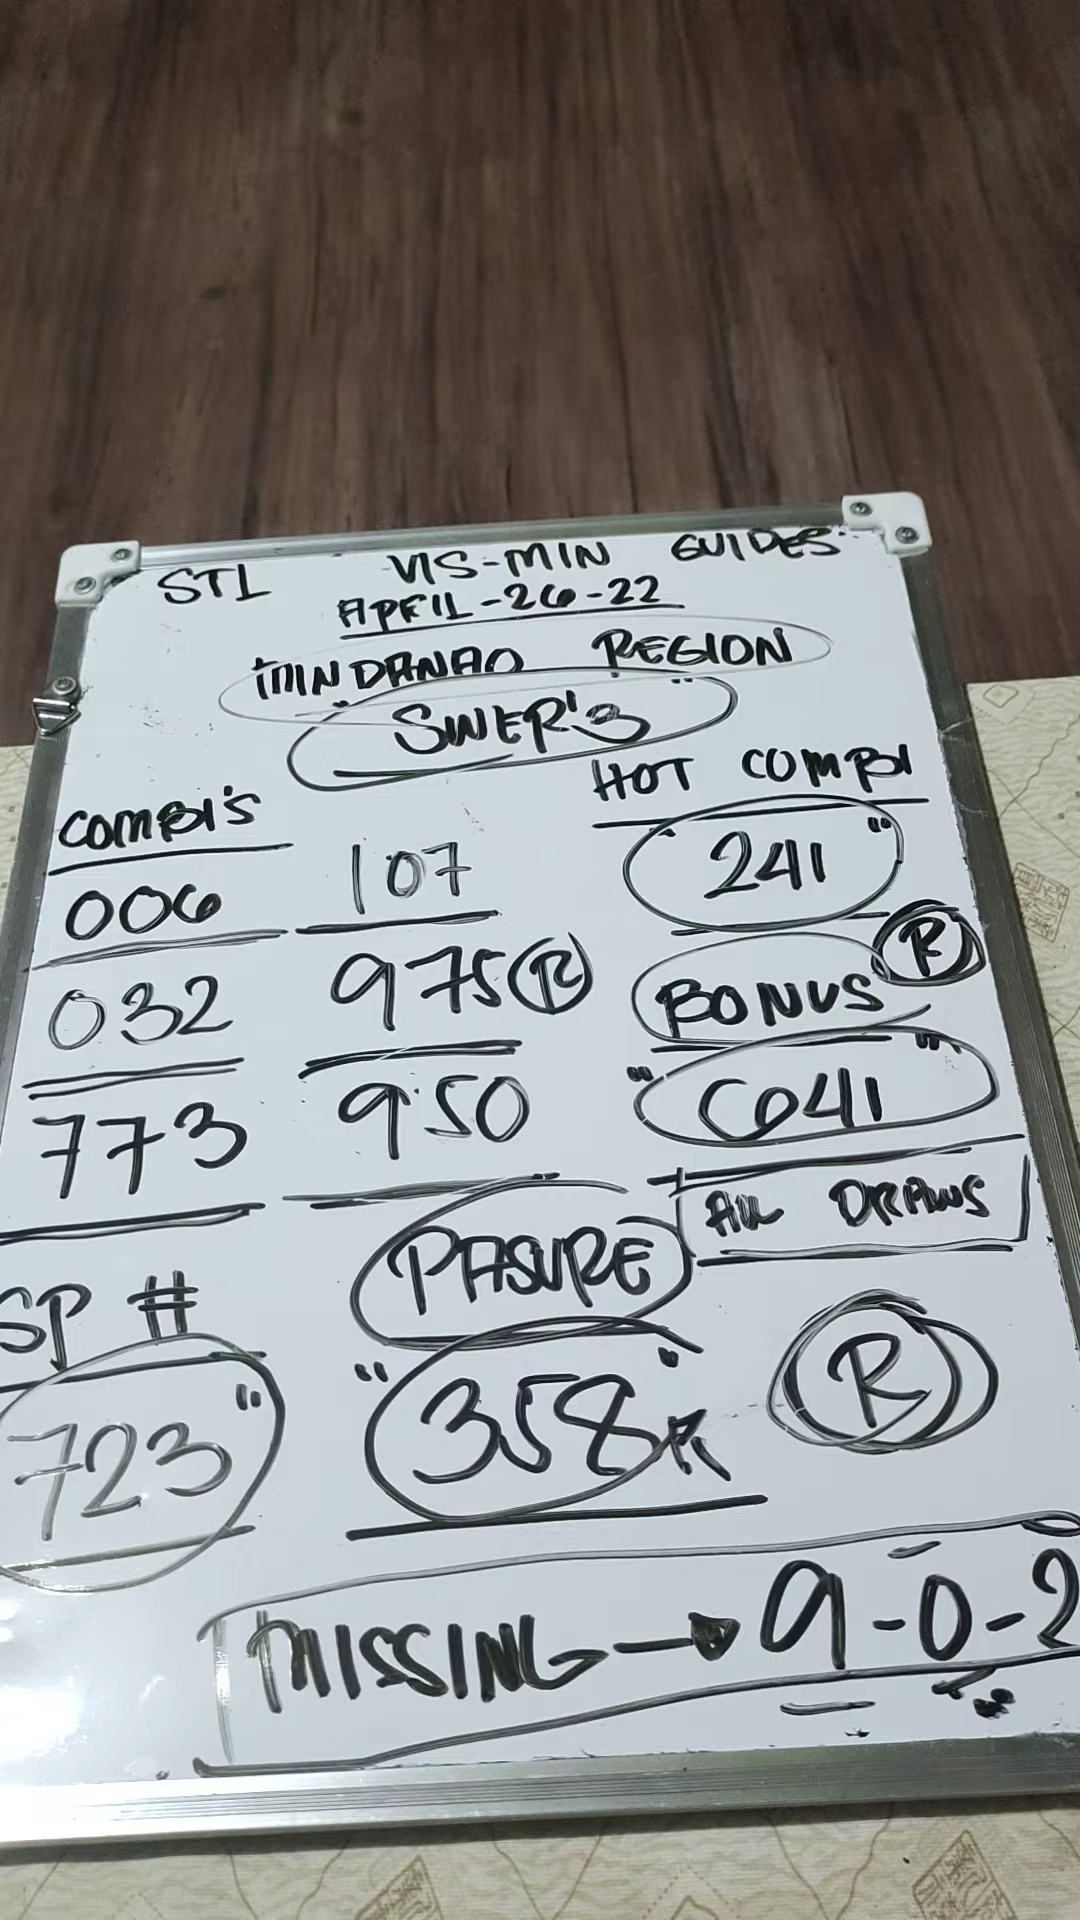 STL VIS-MIN GUIDES
APRIL-26-22
MINDANAO REGION
"SWER'3"
COMBI'S
HOT COMBI
006 107 "241"
032 975 R BONUS R
773 950 "6041"
ALL DRAWS
SP # PASURE
723" "358" R R
MISSING → 9-0-2